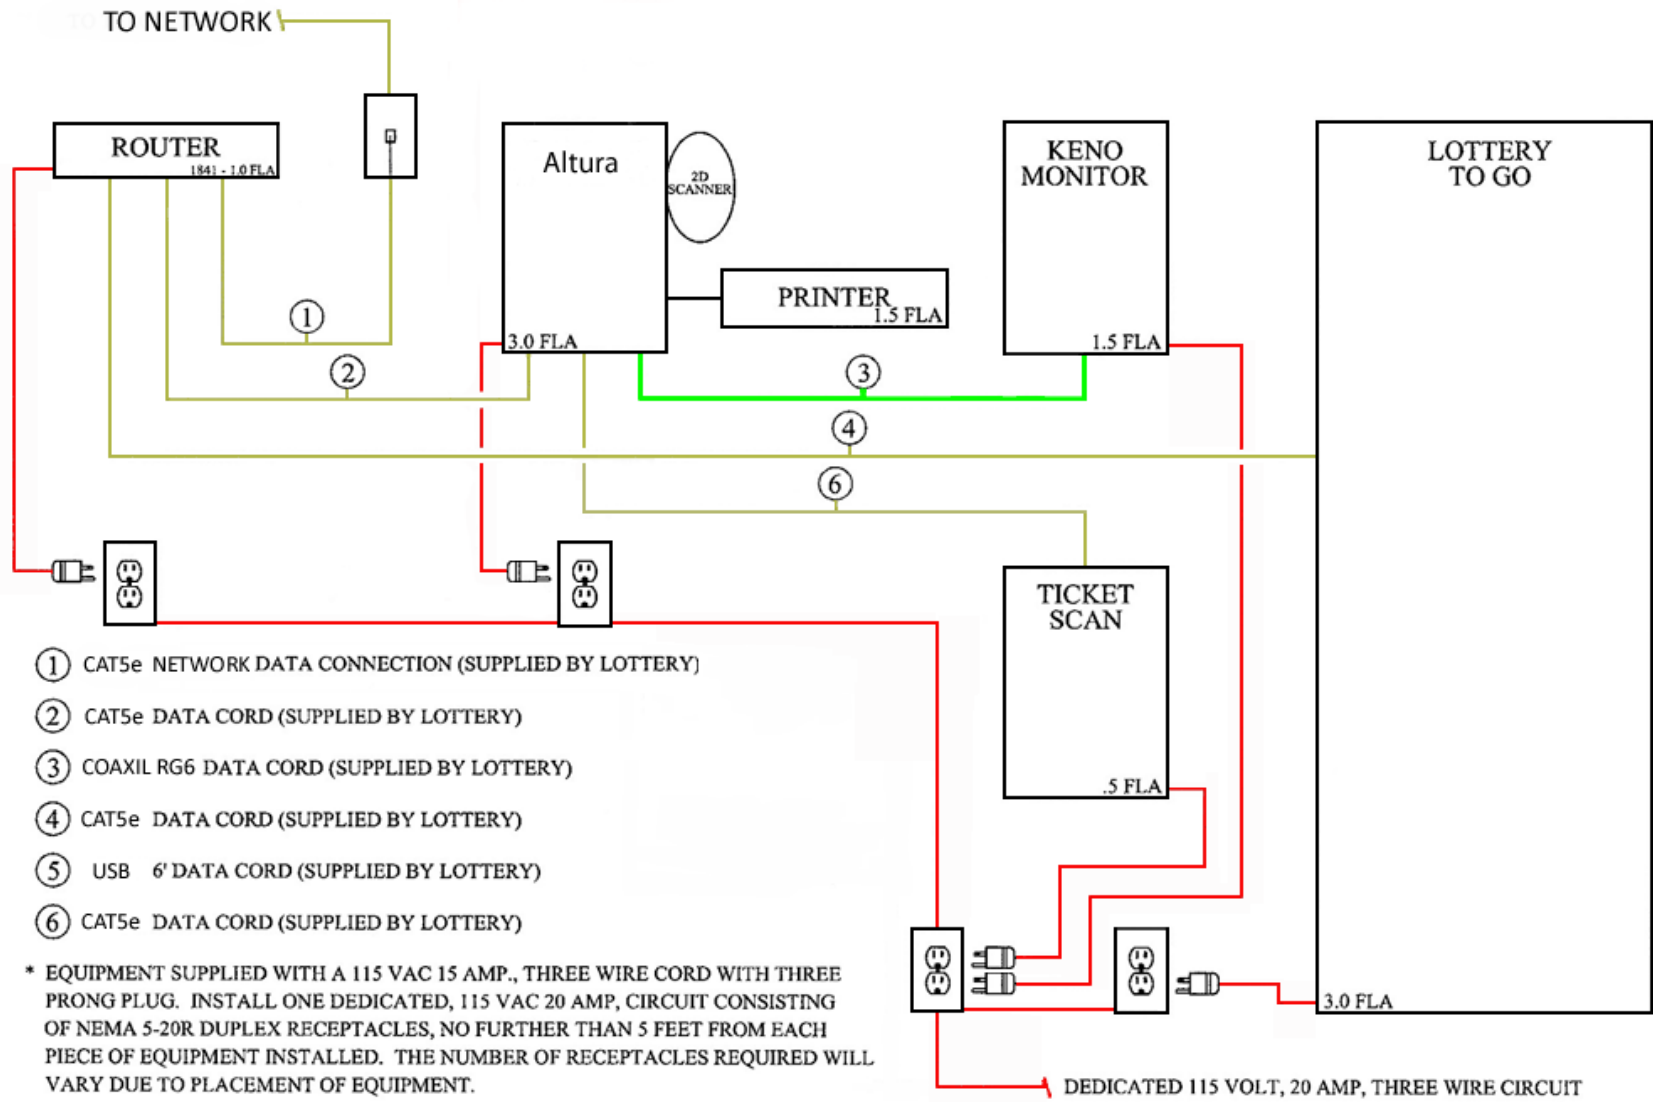 TO NETWORK
ROUTER
1841 - 1.0 FLA
Altura
2D
SCANNER
PRINTER
1.5 FLA
3.0 FLA
KENO
MONITOR
1.5 FLA
LOTTERY
TO GO
1
2
3
4
6
TICKET
SCAN
.5 FLA
1 CAT5e NETWORK DATA CONNECTION (SUPPLIED BY LOTTERY)
2 CAT5e DATA CORD (SUPPLIED BY LOTTERY)
3 COAXIL RG6 DATA CORD (SUPPLIED BY LOTTERY)
4 CAT5e DATA CORD (SUPPLIED BY LOTTERY)
5 USB 6' DATA CORD (SUPPLIED BY LOTTERY)
6 CAT5e DATA CORD (SUPPLIED BY LOTTERY)
* EQUIPMENT SUPPLIED WITH A 115 VAC 15 AMP., THREE WIRE CORD WITH THREE
PRONG PLUG. INSTALL ONE DEDICATED, 115 VAC 20 AMP, CIRCUIT CONSISTING
OF NEMA 5-20R DUPLEX RECEPTACLES, NO FURTHER THAN 5 FEET FROM EACH
PIECE OF EQUIPMENT INSTALLED. THE NUMBER OF RECEPTACLES REQUIRED WILL
VARY DUE TO PLACEMENT OF EQUIPMENT.
3.0 FLA
DEDICATED 115 VOLT, 20 AMP, THREE WIRE CIRCUIT